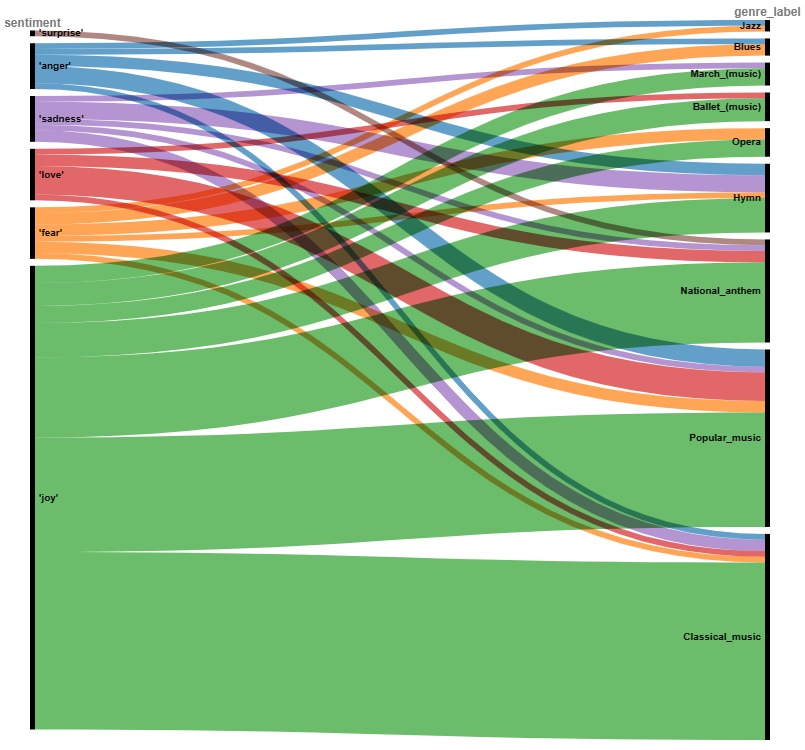 sentiment
genre_label
'surprise'
'anger'
'sadness'
'love'
'fear'
'joy'
Jazz
Blues
March_(music)
Ballet_(music)
Opera
Hymn
National_anthem
Popular_music
Classical_music